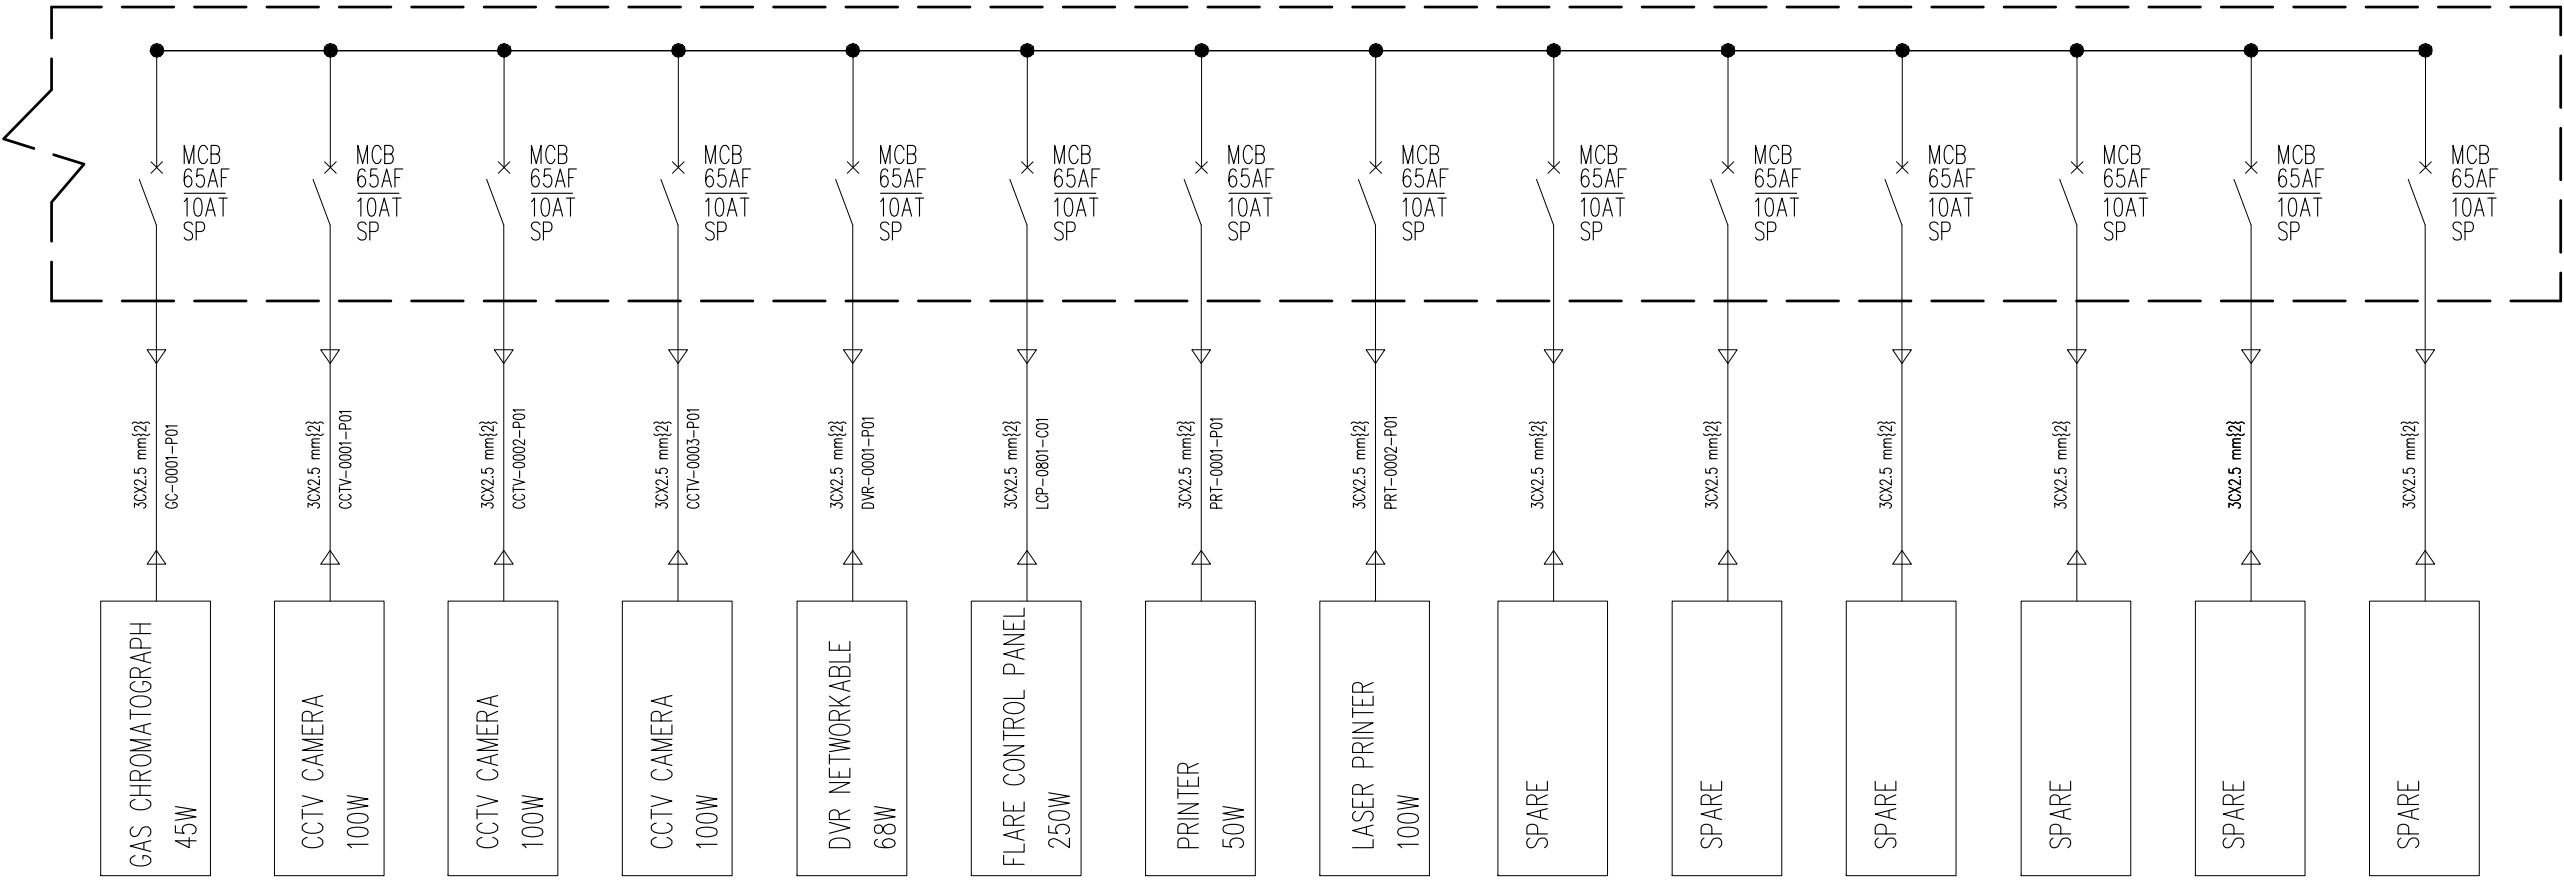 MCB
65AF
10AT
SP
MCB
65AF
10AT
SP
MCB
65AF
10AT
SP
MCB
65AF
10AT
SP
MCB
65AF
10AT
SP
MCB
65AF
10AT
SP
MCB
65AF
10AT
SP
MCB
65AF
10AT
SP
MCB
65AF
10AT
SP
MCB
65AF
10AT
SP
MCB
65AF
10AT
SP
MCB
65AF
10AT
SP
MCB
65AF
10AT
SP
MCB
65AF
10AT
SP
3CX2.5 mm{2}
GC-0001-P01
3CX2.5 mm{2}
CCTV-0001-P01
3CX2.5 mm{2}
CCTV-0002-P01
3CX2.5 mm{2}
CCTV-0003-P01
3CX2.5 mm{2}
DVR-0001-P01
3CX2.5 mm{2}
LCP-0801-C01
3CX2.5 mm{2}
PRT-0001-P01
3CX2.5 mm{2}
PRT-0002-P01
3CX2.5 mm{2}
3CX2.5 mm{2}
3CX2.5 mm{2}
3CX2.5 mm{2}
3CX2.5 mm{2}
3CX2.5 mm{2}
GAS CHROMATOGRAPH
45W
CCTV CAMERA
100W
CCTV CAMERA
100W
CCTV CAMERA
100W
DVR NETWORKABLE
68W
FLARE CONTROL PANEL
250W
PRINTER
50W
LASER PRINTER
100W
SPARE
SPARE
SPARE
SPARE
SPARE
SPARE